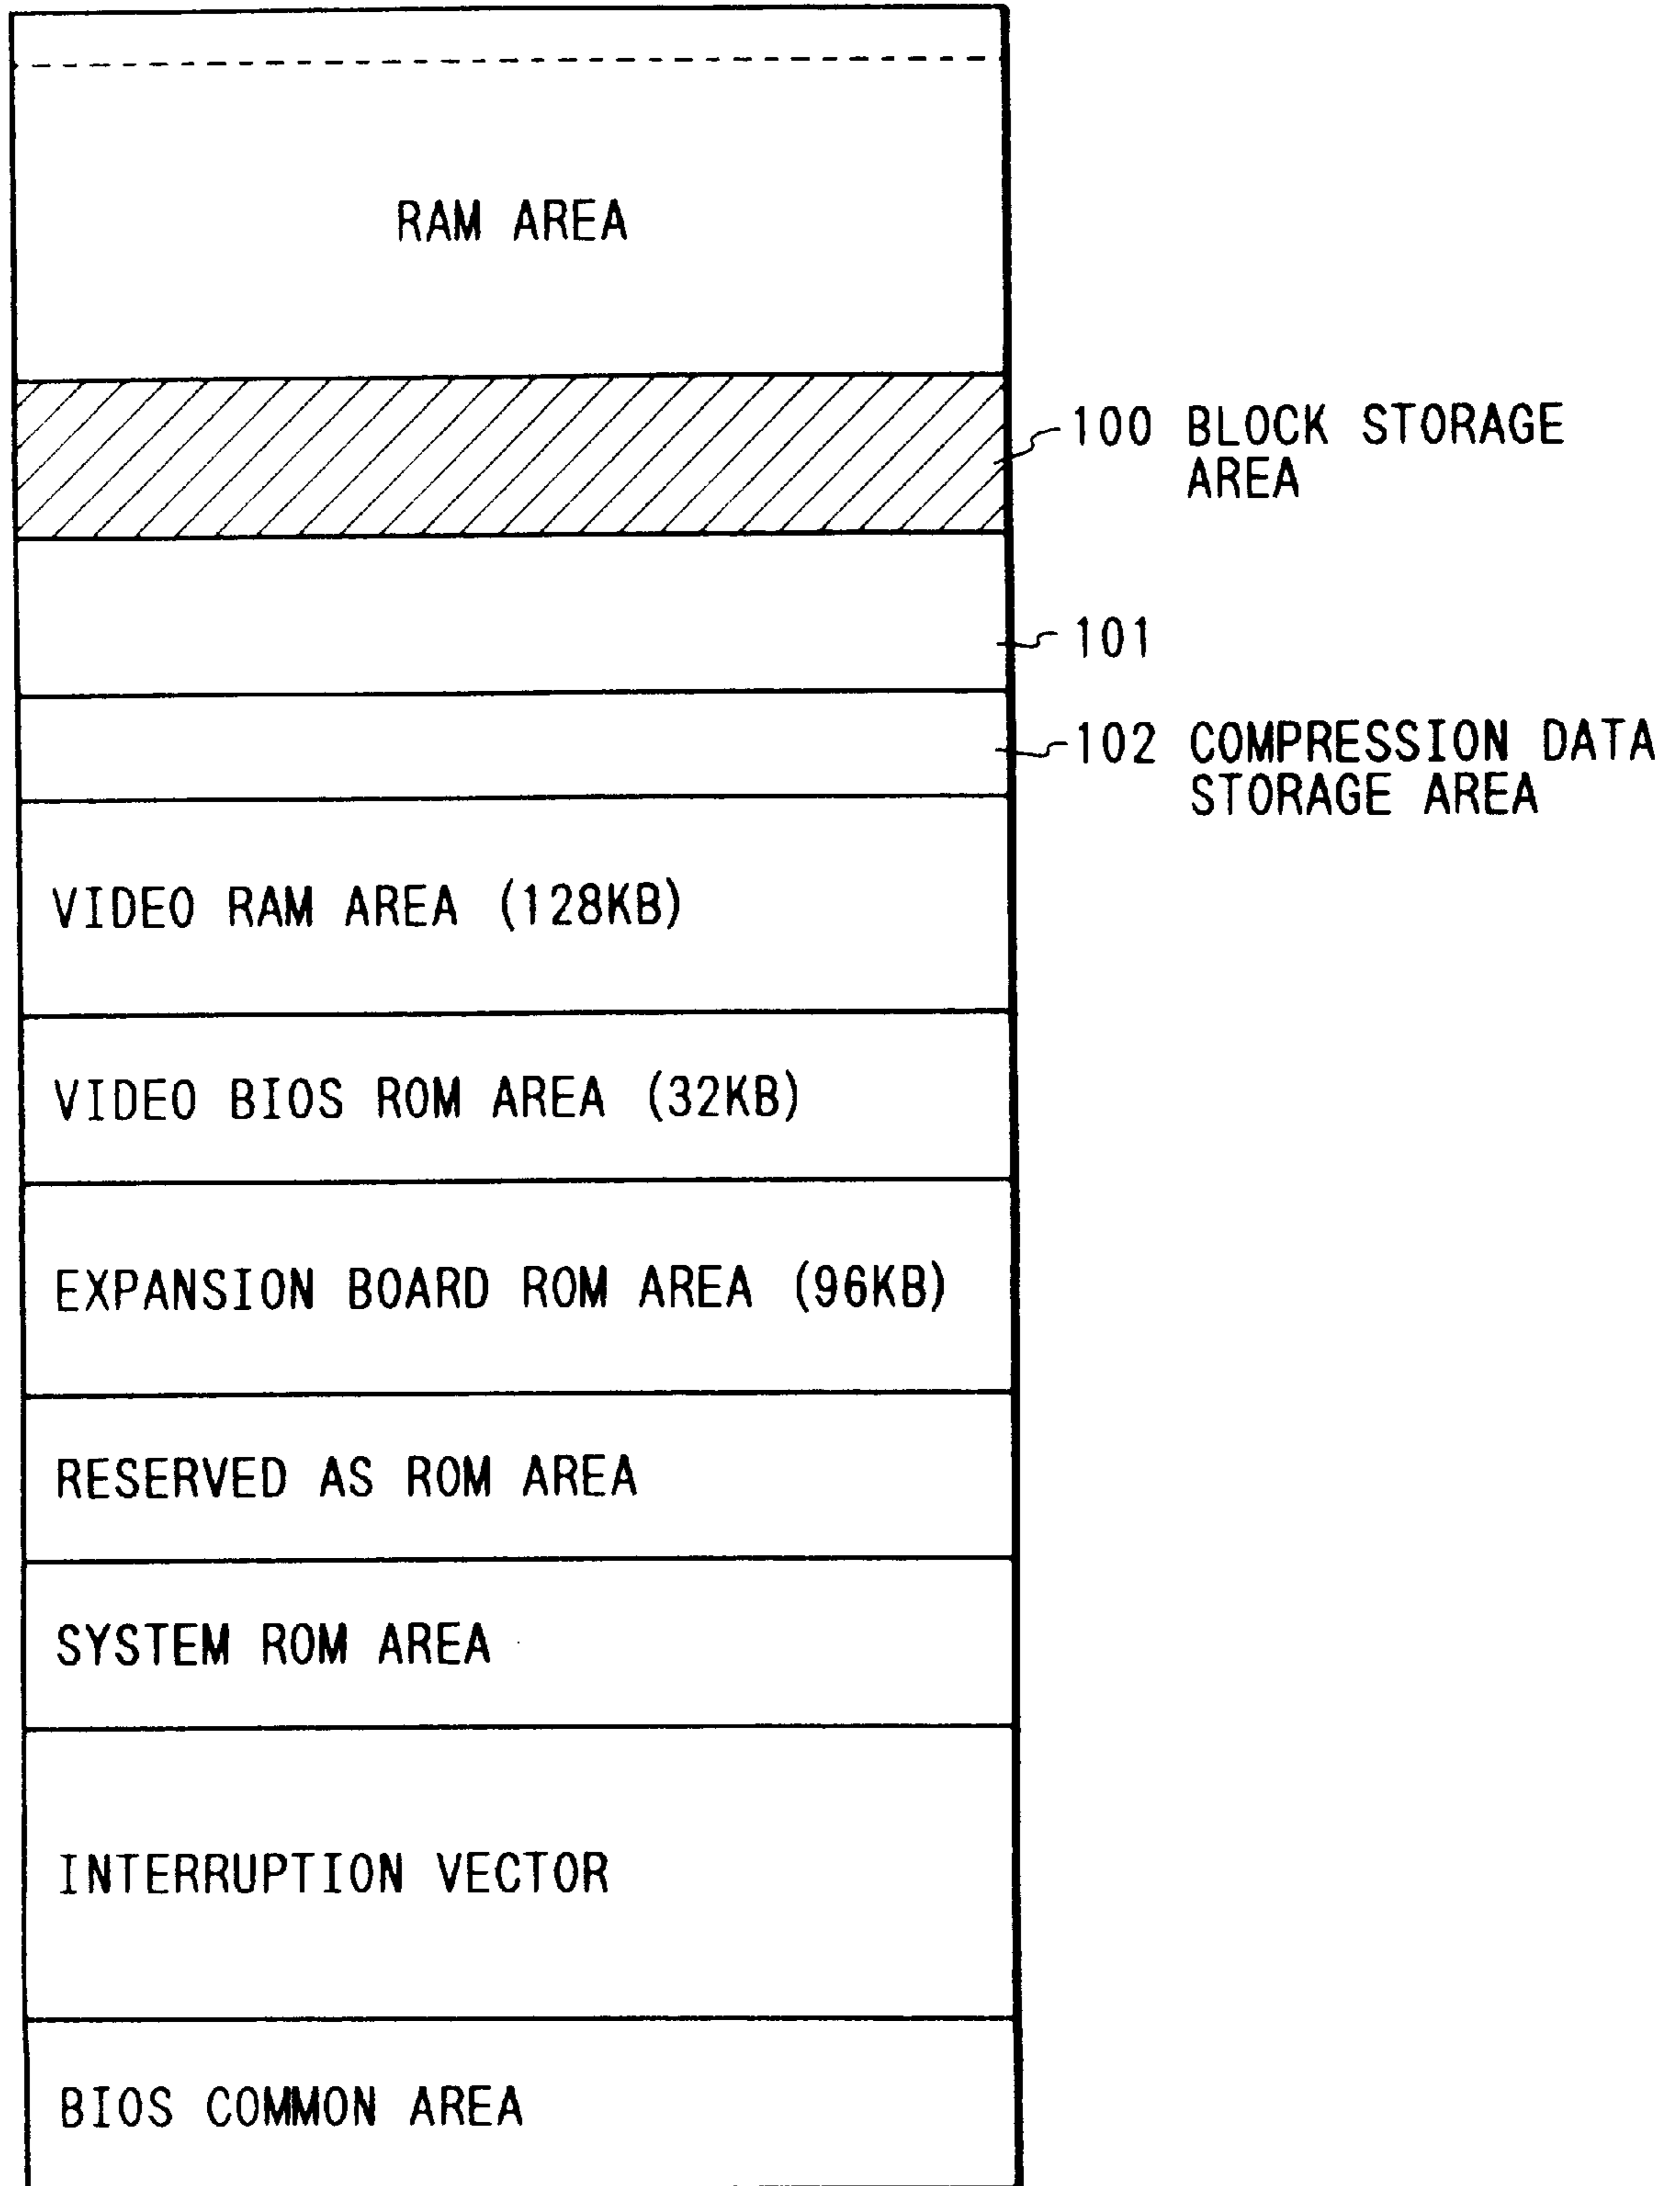 RAM AREA
100 BLOCK STORAGE
AREA
101
102 COMPRESSION DATA
STORAGE AREA
VIDEO RAM AREA (128KB)
VIDEO BIOS ROM AREA (32KB)
EXPANSION BOARD ROM AREA (96KB)
RESERVED AS ROM AREA
SYSTEM ROM AREA
INTERRUPTION VECTOR
BIOS COMMON AREA